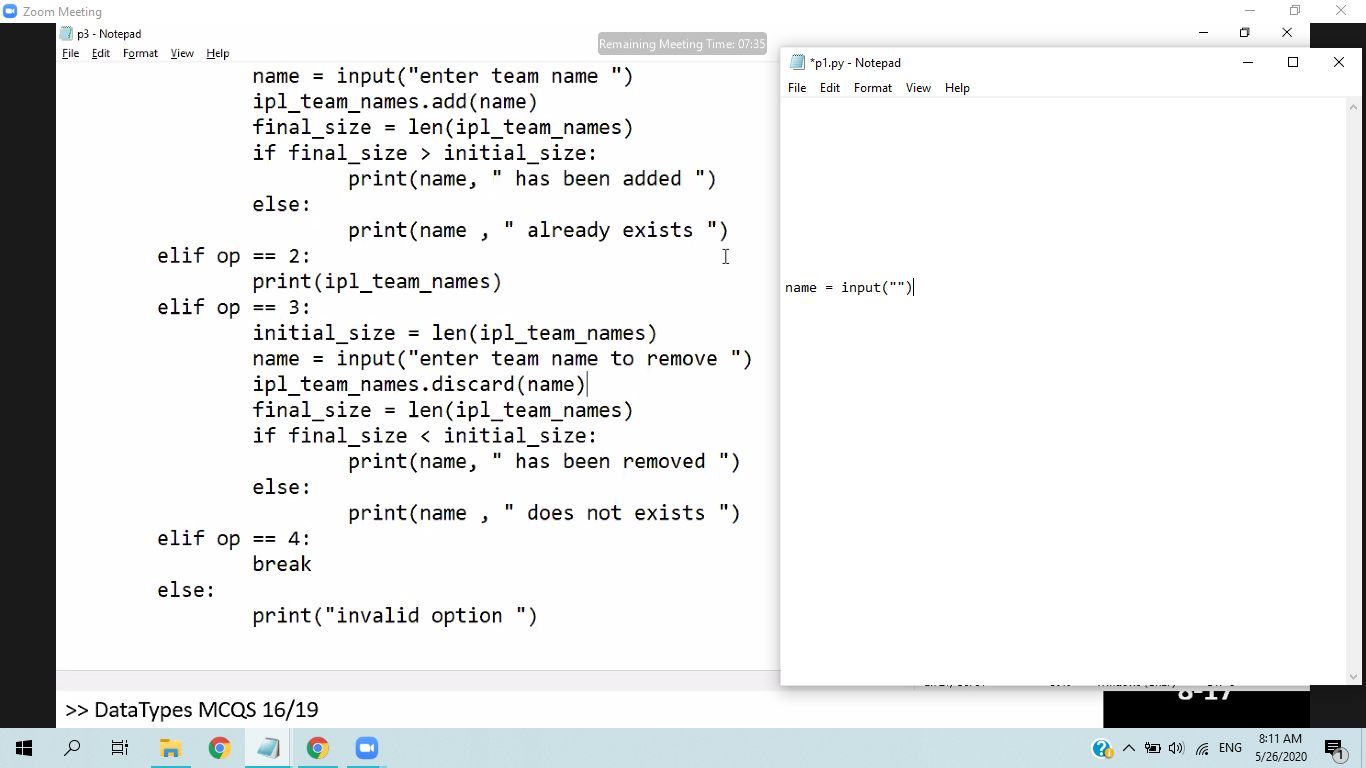 Zoom Meeting
p3 - Notepad
File Edit Format View Help
Remaining Meeting Time: 07:35
name = input("enter team name ")
ipl_team_names.add(name)
final_size = len(ipl_team_names)
if final_size > initial_size:
print(name, " has been added ")
else:
print(name , " already exists ")
elif op == 2:
print(ipl_team_names)
elif op == 3:
initial_size = len(ipl_team_names)
name = input("enter team name to remove ")
ipl_team_names.discard(name)
final_size = len(ipl_team_names)
if final_size < initial_size:
print(name, " has been removed ")
else:
print(name , " does not exists ")
elif op == 4:
break
else:
print("invalid option ")
*p1.py - Notepad
File Edit Format View Help
name = input("")
>> DataTypes MCQS 16/19
8-17
ENG
8:11 AM
5/26/2020
1